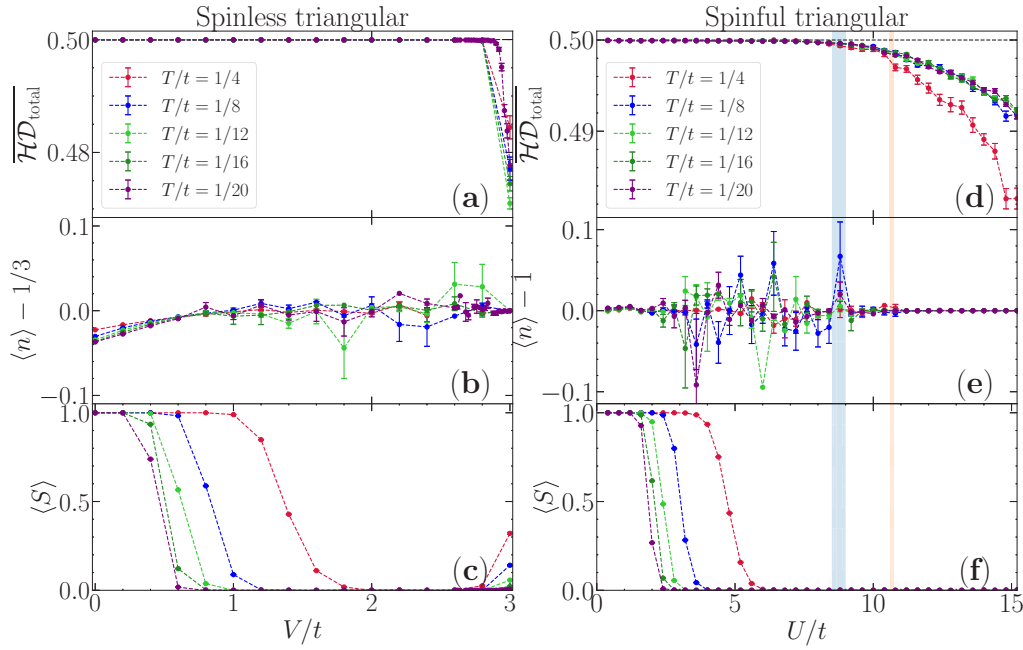 Spinless triangular
Spinful triangular
0.50
0.48
HD_total
T/t = 1/4
T/t = 1/8
T/t = 1/12
T/t = 1/16
T/t = 1/20
(a)
0.50
0.49
HD_total
T/t = 1/4
T/t = 1/8
T/t = 1/12
T/t = 1/16
T/t = 1/20
(d)
0.1
0.0
−0.1
⟨n⟩ − 1/3
(b)
0.1
0.0
−0.1
⟨n⟩ − 1
(e)
1.0
0.5
0.0
⟨S⟩
(c)
0 1 2 3
V/t
1.0
0.5
0.0
⟨S⟩
(f)
0 5 10 15
U/t